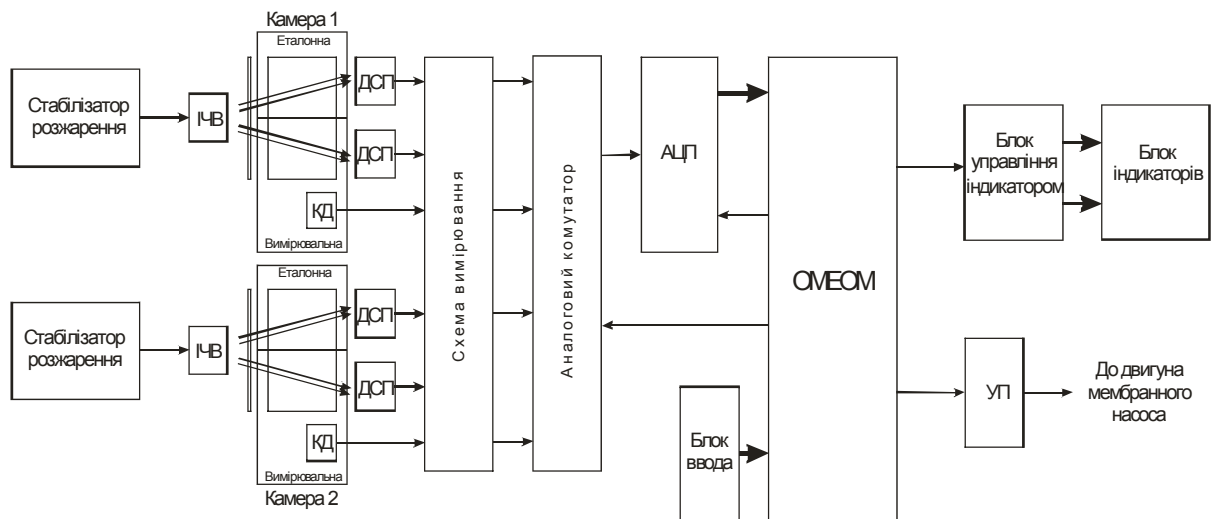 Камера 1
Еталонна
Стабілізатор
розжарення
ІЧВ
ДСП
ДСП
КД
Вимірювальна
Еталонна
Стабілізатор
розжарення
ІЧВ
ДСП
ДСП
КД
Вимірювальна
Камера 2
Схема вимірювання
Аналоговий комутатор
АЦП
ОМЕОМ
Блок
ввода
Блок
управління
індикатором
Блок
індикаторів
УП
До двигуна
мембранного
насоса